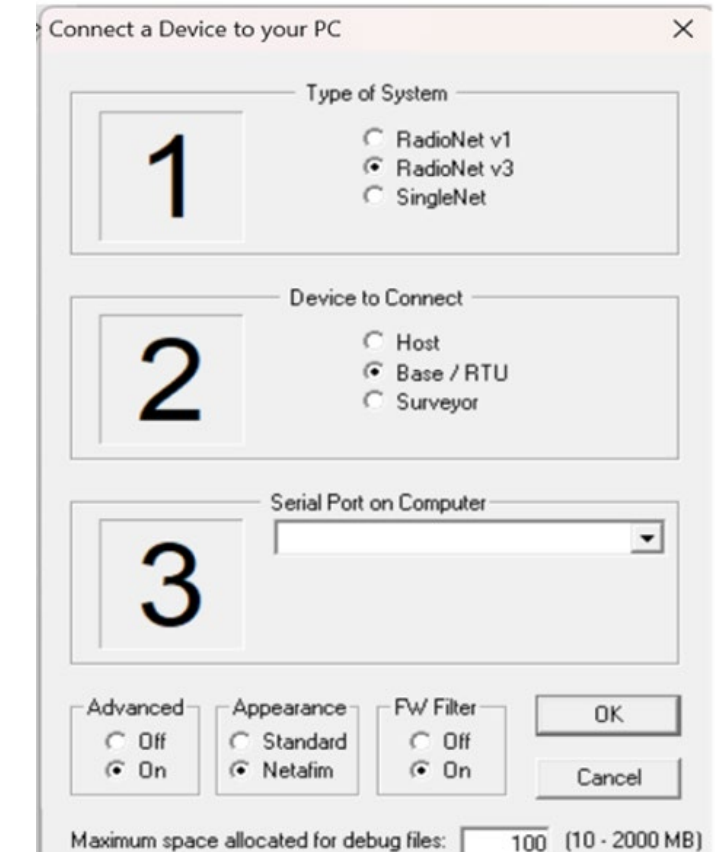 Connect a Device to your PC
Type of System
1
RadioNet v1
RadioNet v3
SingleNet
Device to Connect
2
Host
Base / RTU
Surveyor
Serial Port on Computer
3
Advanced
Off
On
Appearance
Standard
Netafim
FW Filter
Off
On
OK
Cancel
Maximum space allocated for debug files: 100 (10 - 2000 MB)